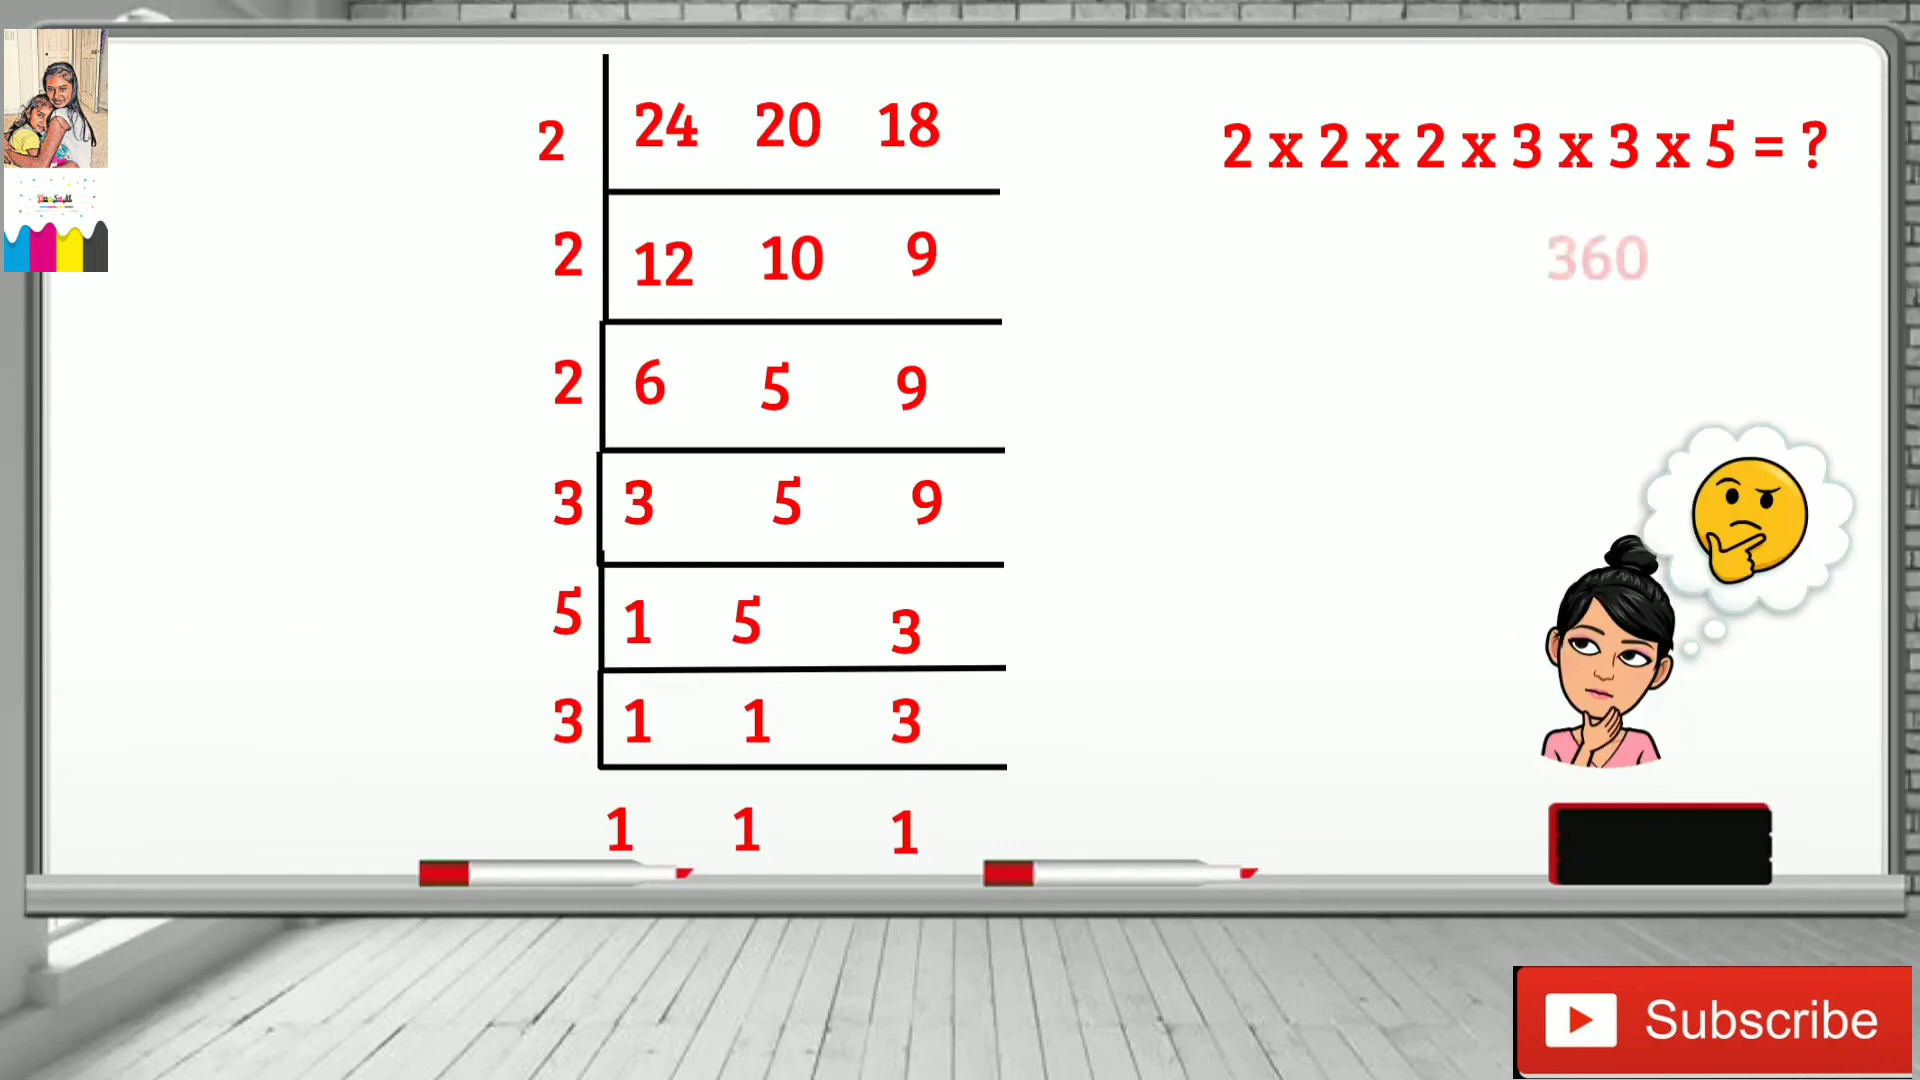 2 24 20 18
2 12 10 9
2 6 5 9
3 3 5 9
5 1 5 3
3 1 1 3
1 1 1
2 x 2 x 2 x 3 x 3 x 5 = ?
360
Subscribe